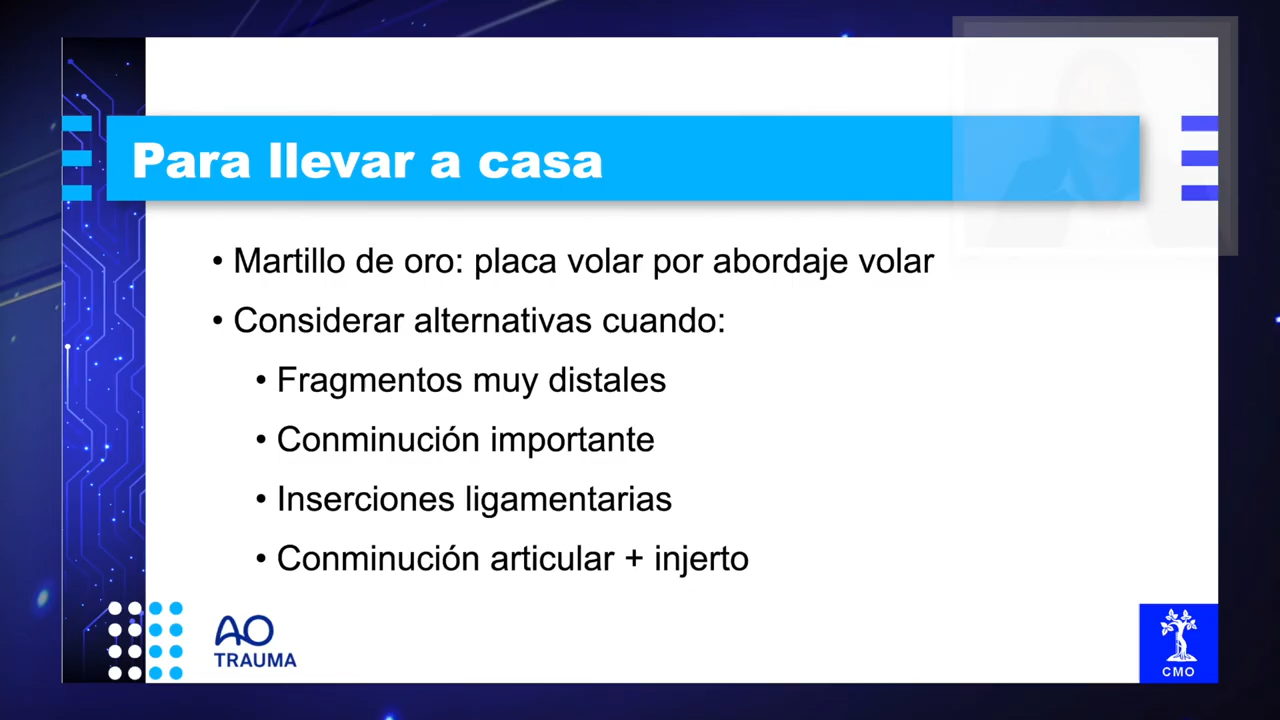 Para llevar a casa
• Martillo de oro: placa volar por abordaje volar
• Considerar alternativas cuando:
• Fragmentos muy distales
• Conminución importante
• Inserciones ligamentarias
• Conminución articular + injerto
AO
TRAUMA
CMO